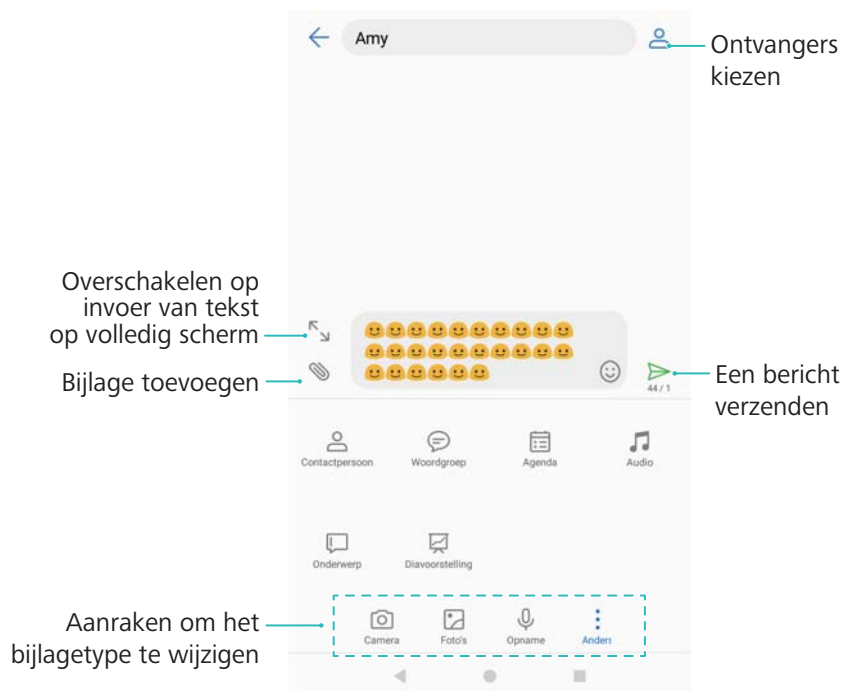 Amy
Ontvangers
kiezen
Overschakelen op
invoer van tekst
op volledig scherm
Bijlage toevoegen
44 / 1
Een bericht
verzenden
Contactpersoon
Woordgroep
Agenda
Audio
Onderwerp
Diavoorstelling
Aanraken om het
bijlagetype te wijzigen
Camera
Foto's
Opname
Anders